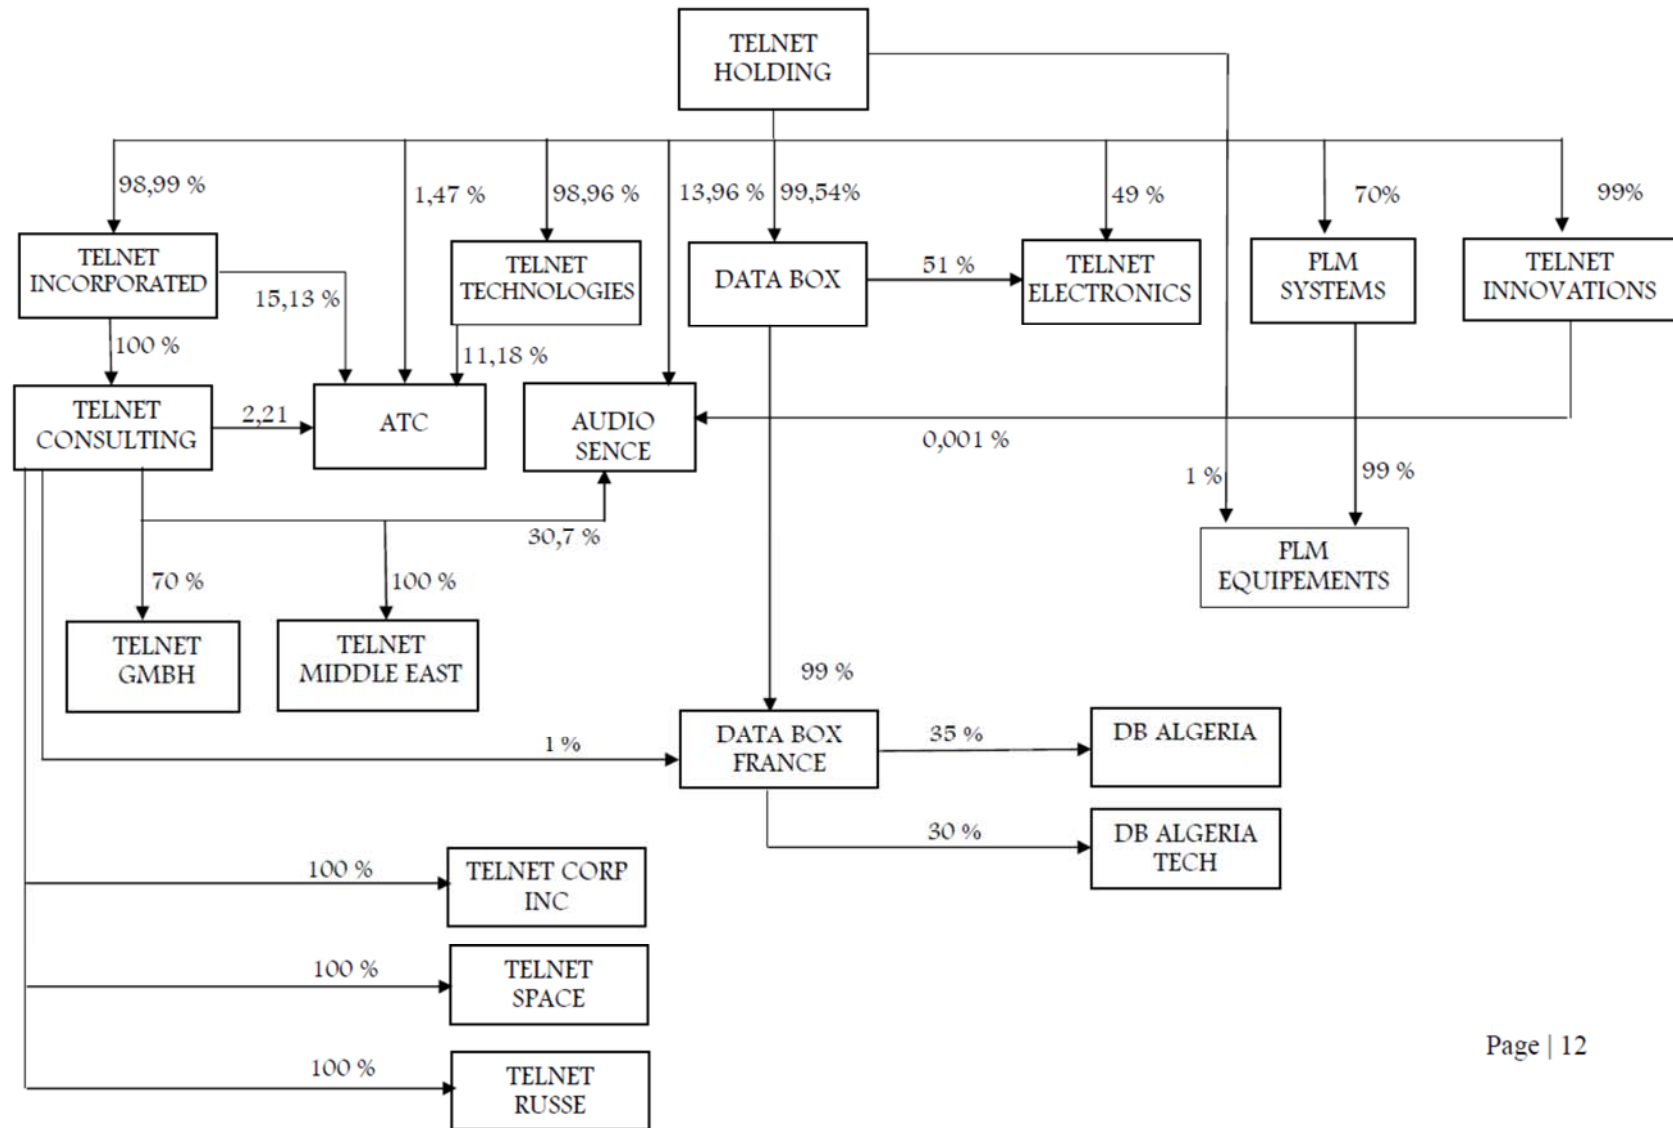 TELNET
HOLDING
98,99 %
1,47 %
98,96 %
13,96 %
99,54%
49 %
70%
99%
TELNET
INCORPORATED
TELNET
TECHNOLOGIES
DATA BOX
51 %
TELNET
ELECTRONICS
PLM
SYSTEMS
TELNET
INNOVATIONS
15,13 %
100 %
11,18 %
TELNET
CONSULTING
2,21
ATC
AUDIO
SENCE
0,001 %
1 %
99 %
30,7 %
PLM
EQUIPEMENTS
70 %
100 %
TELNET
GMBH
TELNET
MIDDLE EAST
99 %
1 %
DATA BOX
FRANCE
35 %
DB ALGERIA
30 %
DB ALGERIA
TECH
100 %
TELNET CORP
INC
100 %
TELNET
SPACE
Page | 12
100 %
TELNET
RUSSE